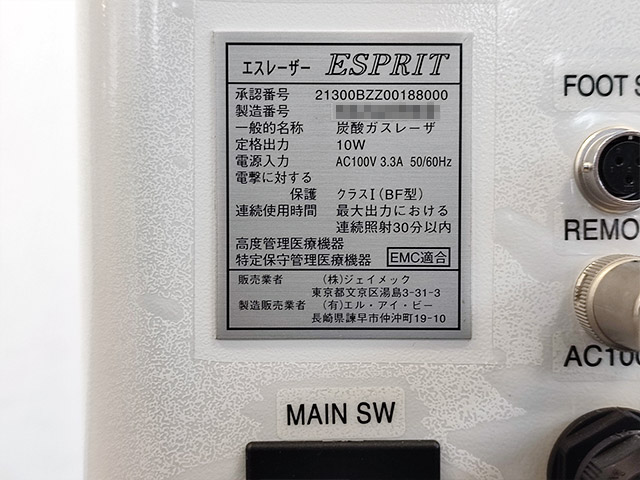 エスレーザー ESPRIT
承認番号 21300BZZ00188000
製造番号
一般的名称 炭酸ガスレーザ
定格出力 10W
電源入力 AC100V 3.3A 50/60Hz
電撃に対する
保護 クラスI(BF型)
連続使用時間 最大出力における
連続照射30分以内
高度管理医療機器
特定保守管理医療機器 EMC適合
販売業者 (株)ジェイメック
東京都文京区湯島3-31-3
製造販売業者 (有)エル・アイ・ビー
長崎県諫早市仲沖町19-10
MAIN SW
FOOT S
REMO
AC100